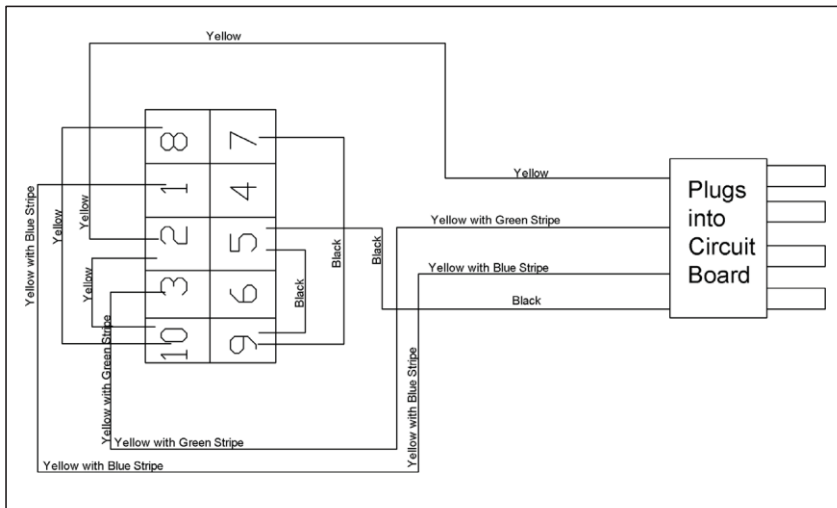 Yellow
8
7
Yellow with Blue Stripe
Yellow
Yellow
1
4
Yellow
2
5
Black
Black
Yellow with Green Stripe
Yellow
3
6
Black
Yellow with Blue Stripe
Black
10
9
Yellow with Green Stripe
Yellow with Blue Stripe
Yellow with Green Stripe
Yellow with Blue Stripe
Plugs
into
Circuit
Board